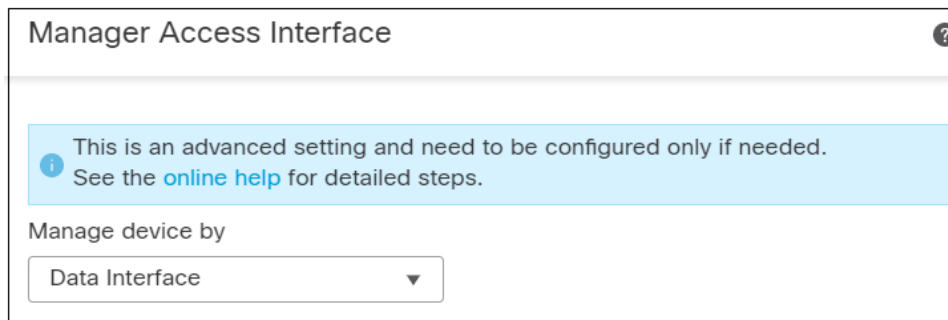 Manager Access Interface
This is an advanced setting and need to be configured only if needed.
See the online help for detailed steps.
Manage device by
Data Interface